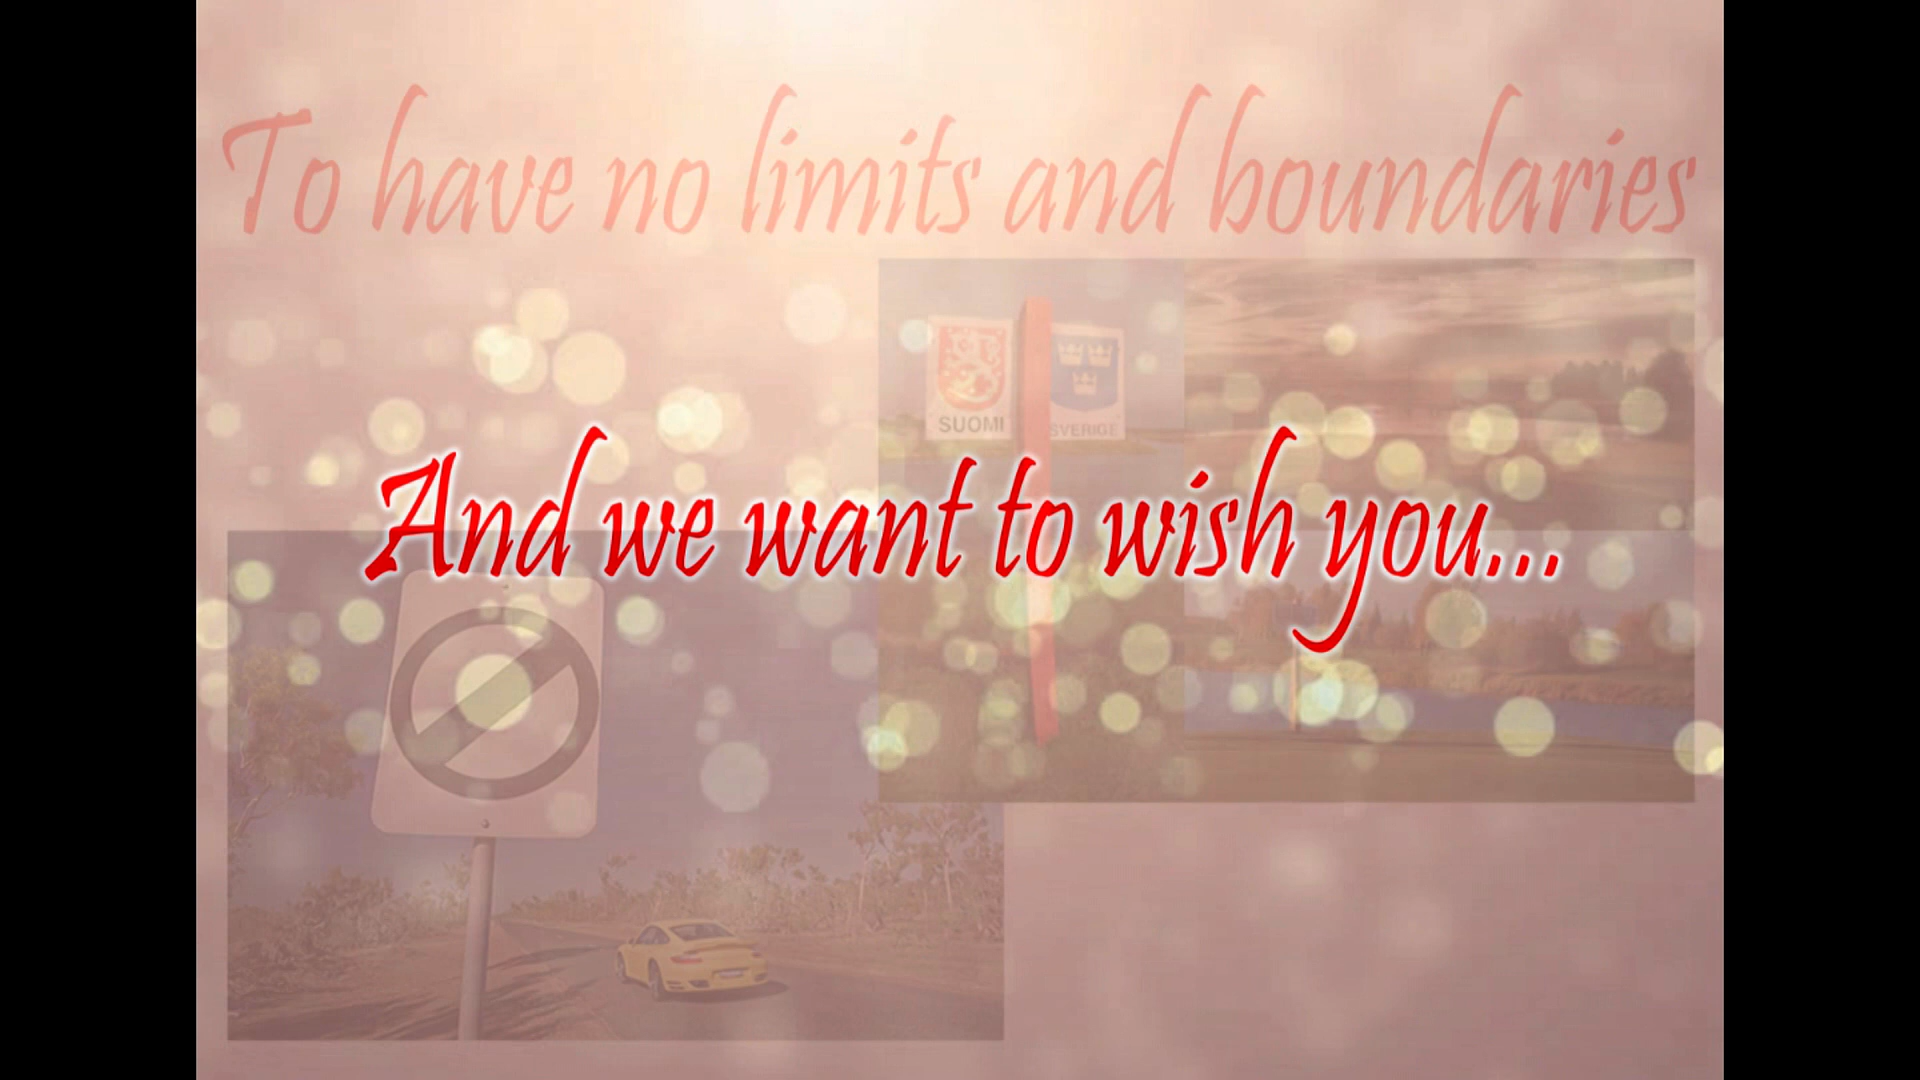 To have no limits and boundaries
SUOMI
SVERIGE
And we want to wish you...